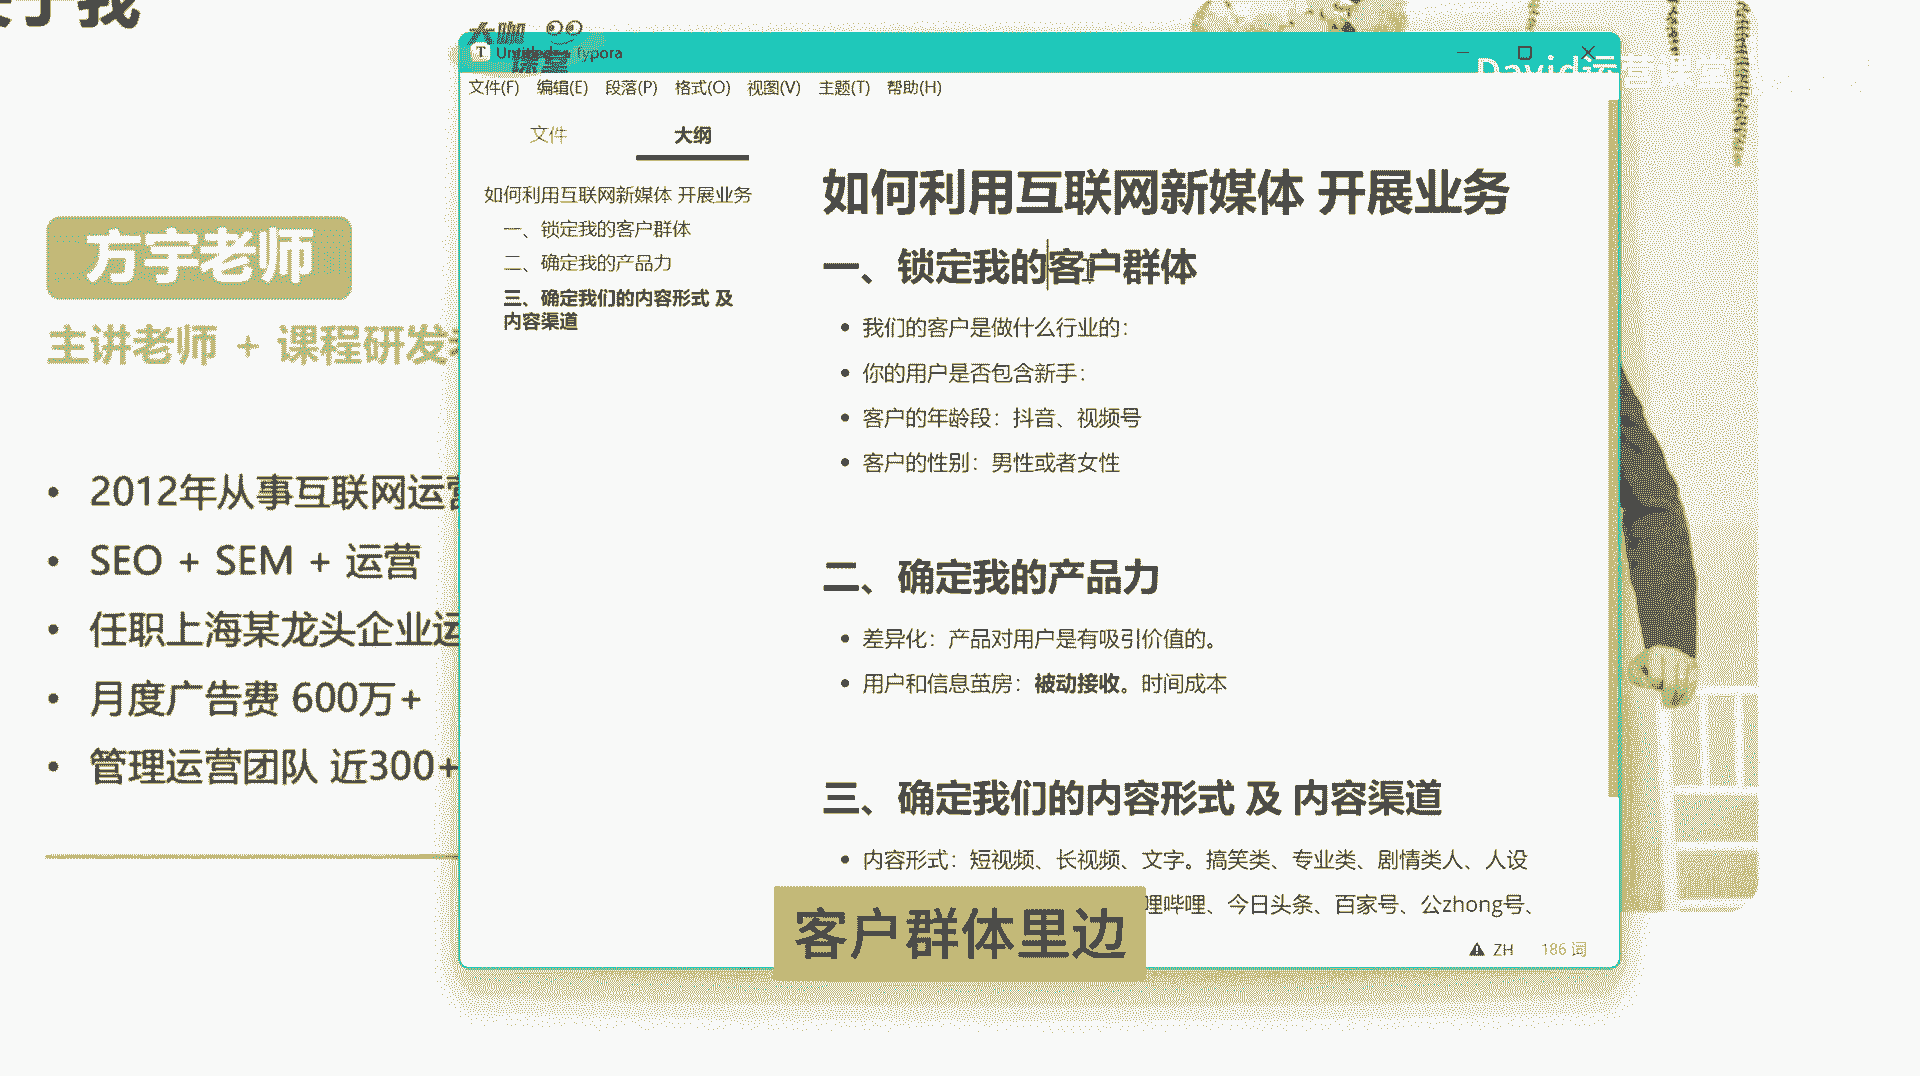 于我
大咖
课堂
Untitled - Typora
David运营课堂
文件(F) 编辑(E) 段落(P) 格式(O) 视图(V) 主题(T) 帮助(H)
文件 大纲
如何利用互联网新媒体 开展业务
一、锁定我的客户群体
二、确定我的产品力
三、确定我们的内容形式 及
内容渠道
方宇老师
主讲老师 + 课程研发
2012年从事互联网运营
SEO + SEM + 运营
任职上海某龙头企业运
月度广告费 600万+
管理运营团队 近300+
如何利用互联网新媒体 开展业务
一、锁定我的客户群体
我们的客户是做什么行业的：
你的用户是否包含新手：
客户的年龄段：抖音、视频号
客户的性别：男性或者女性
二、确定我的产品力
差异化：产品对用户是有吸引价值的。
用户和信息茧房：被动接收。时间成本
三、确定我们的内容形式 及 内容渠道
内容形式：短视频、长视频、文字。搞笑类、专业类、剧情类人、人设
哩哔哩、今日头条、百家号、公zhong号、
客户群体里边
ZH 186 词